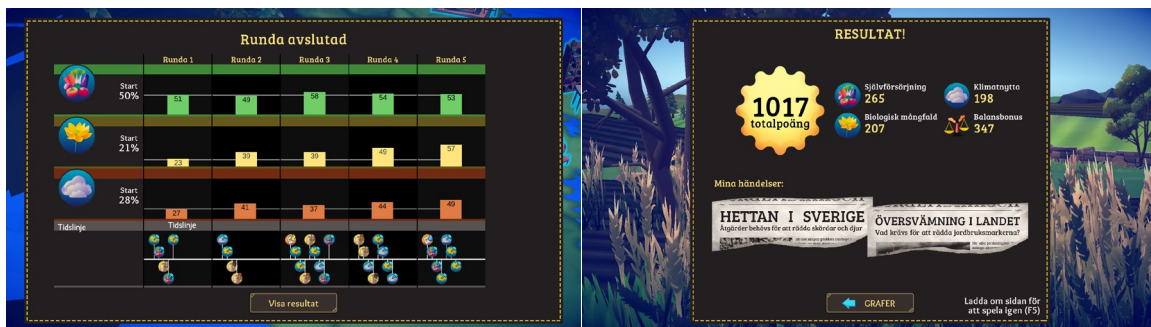 Runda avslutad
Runda 1 Runda 2 Runda 3 Runda 4 Runda 5
Start
50%
51 49 58 54 53
Start
21%
23 39 39 49 57
Start
28%
27 41 37 44 49
Tidslinje Tidslinje
Visa resultat
RESULTAT!
1017
totalpoäng
Självförsörjning
265
Klimatnytta
198
Biologisk mångfald
207
Balansbonus
347
Mina händelser:
HETTAN I SVERIGE
Åtgärder behövs för att rädda skördar och djur
ÖVERSVÄMNING I LANDET
Vad krävs för att rädda jordbruksmarkerna?
GRAFER
Ladda om sidan för
att spela igen (F5)